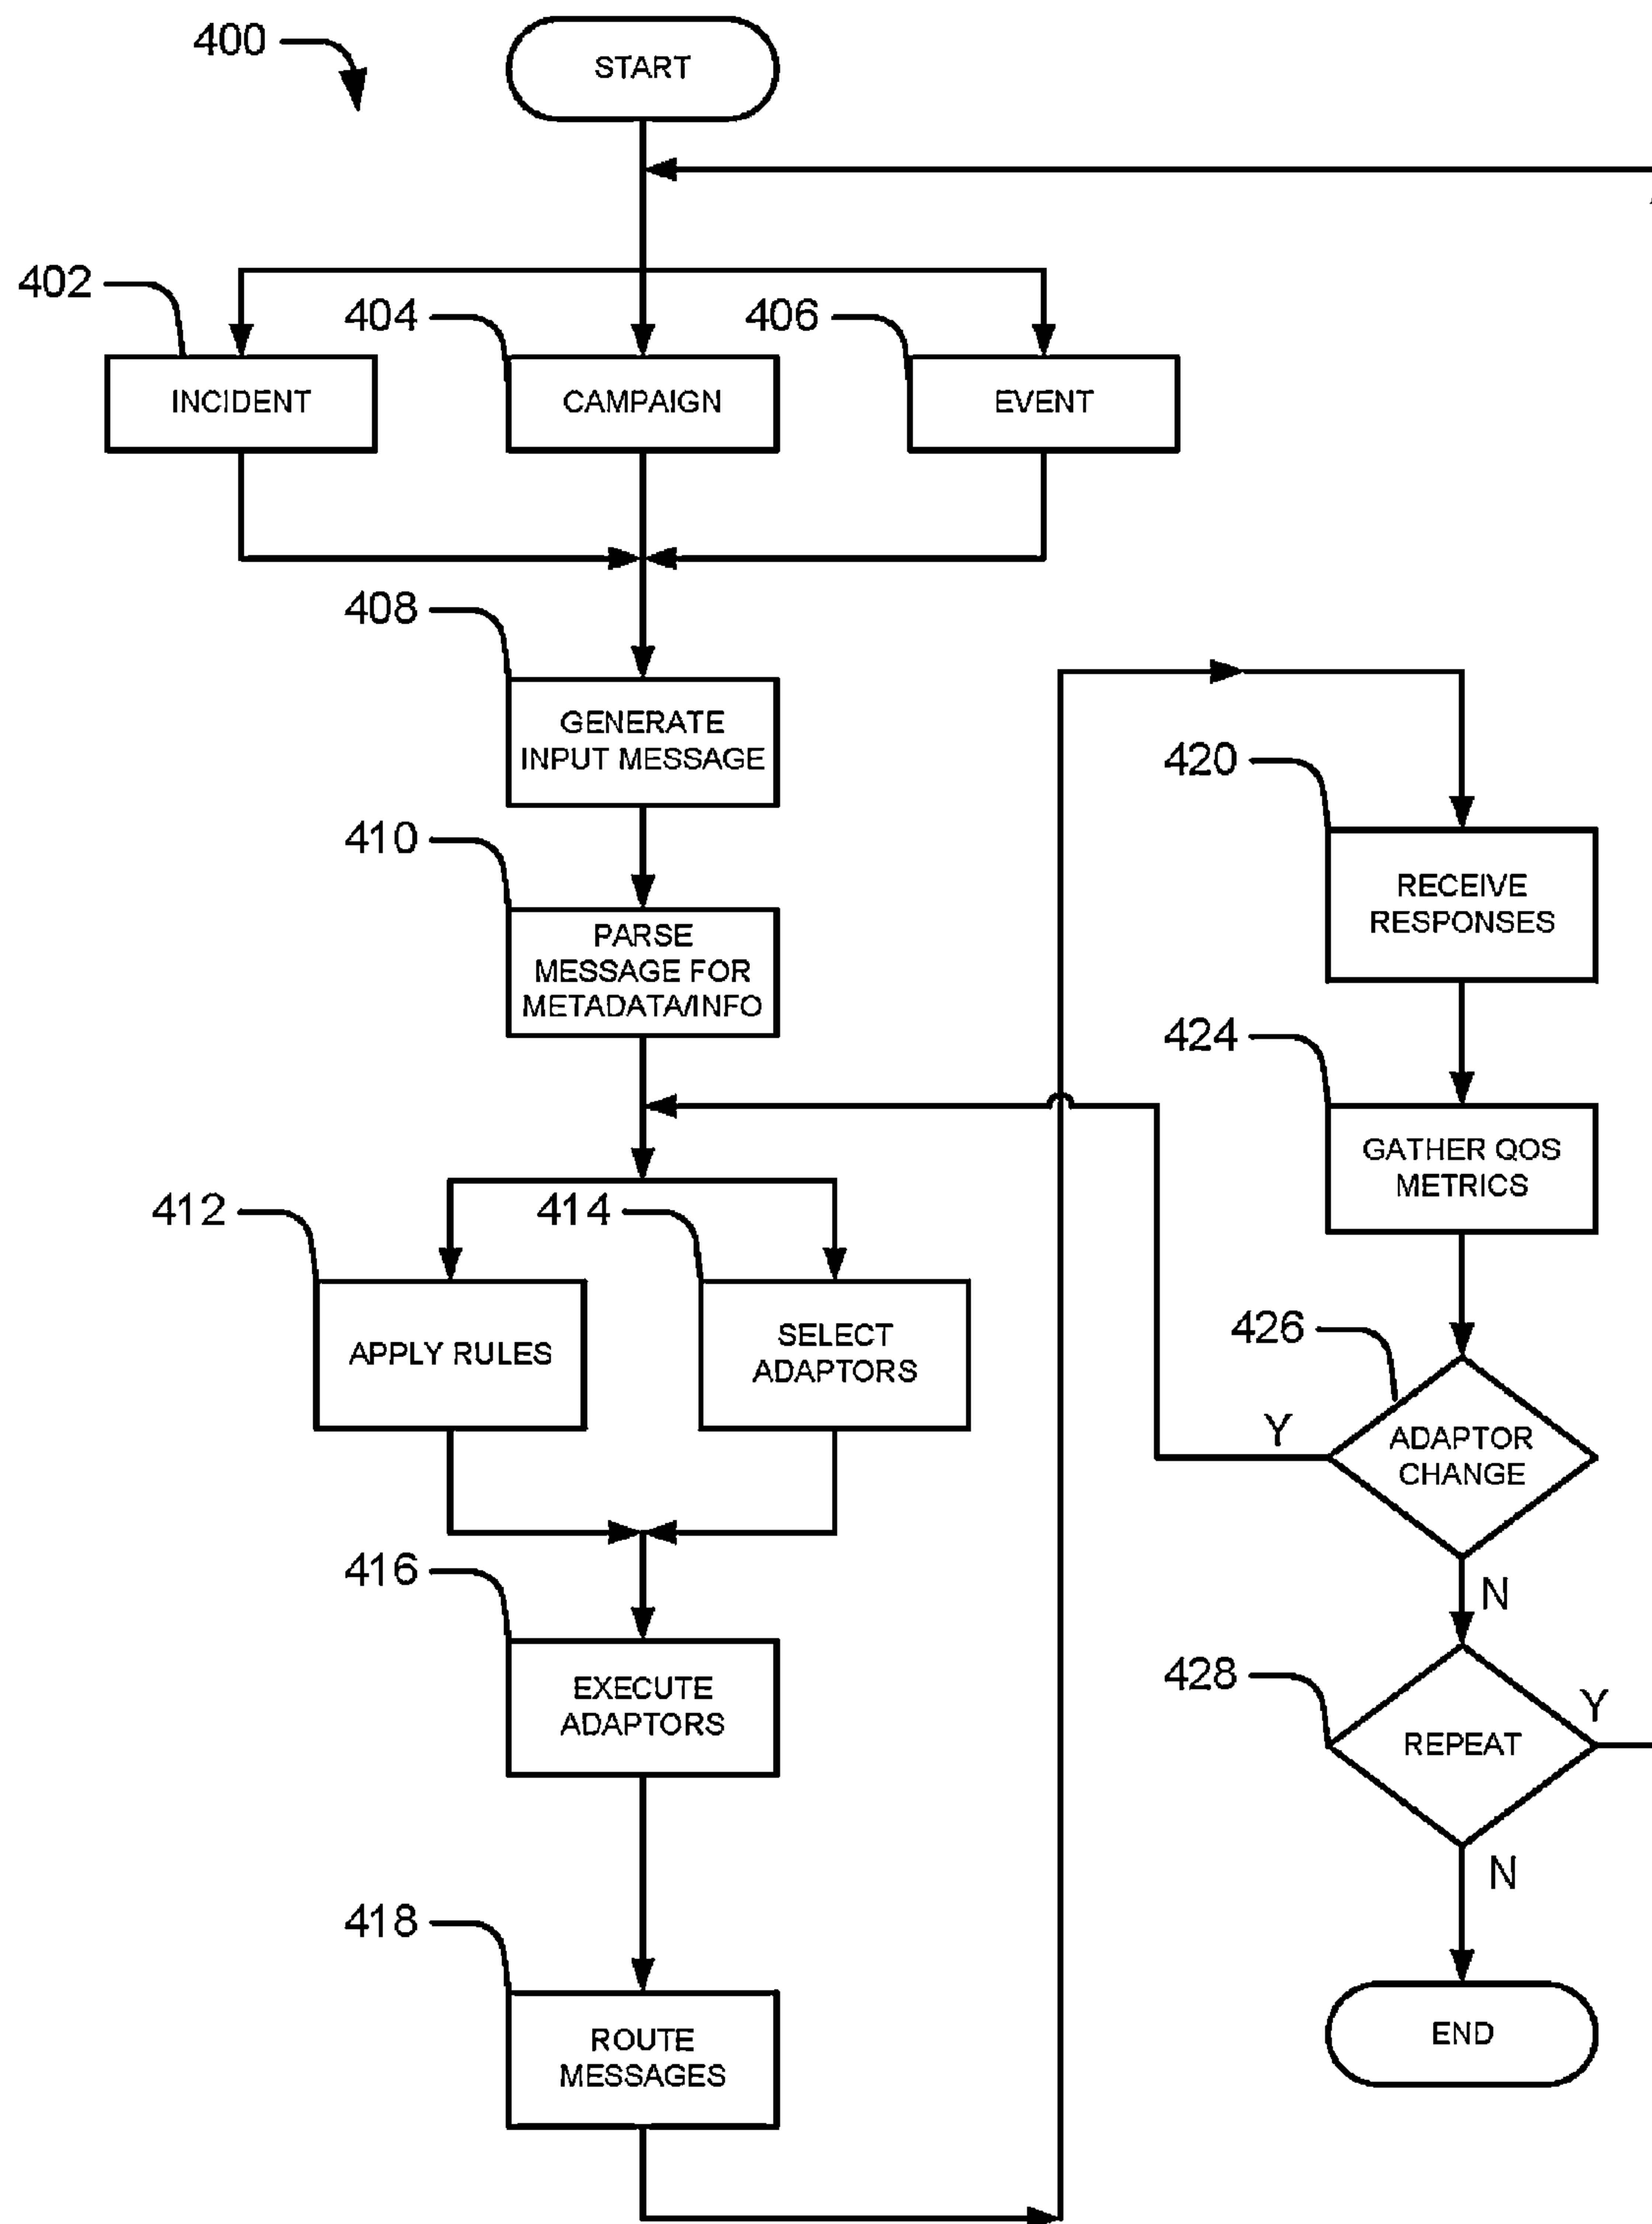 400
START
402
404
406
INCIDENT
CAMPAIGN
EVENT
408
GENERATE
INPUT MESSAGE
410
PARSE
MESSAGE FOR
METADATA/INFO
412
414
APPLY RULES
SELECT
ADAPTORS
416
EXECUTE
ADAPTORS
418
ROUTE
MESSAGES
420
RECEIVE
RESPONSES
424
GATHER QOS
METRICS
426
ADAPTOR
CHANGE
Y
N
428
REPEAT
Y
N
END